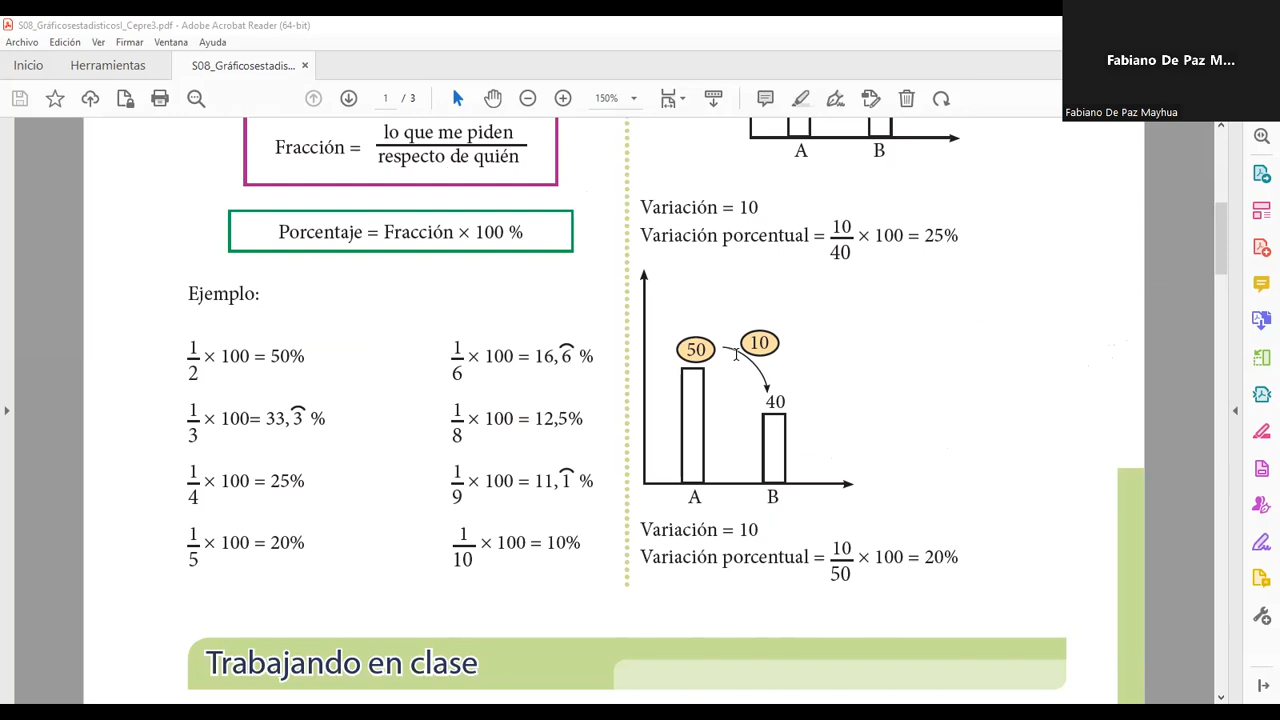 S08_GráficosestadisticosI_Cepre3.pdf - Adobe Acrobat Reader (64-bit)
Archivo Edición Ver Firmar Ventana Ayuda
Inicio Herramientas S08_Gráficosestadis... ×
1 / 3 150%
Fabiano De Paz M...
Fabiano De Paz Mayhua
Fracción = lo que me piden / respecto de quién
Porcentaje = Fracción × 100 %
Ejemplo:
1/2 × 100 = 50%
1/3 × 100= 33,3̑ %
1/4 × 100 = 25%
1/5 × 100 = 20%
1/6 × 100 = 16,6̑ %
1/8 × 100 = 12,5%
1/9 × 100 = 11,1̑ %
1/10 × 100 = 10%
A B
Variación = 10
Variación porcentual = 10/40 × 100 = 25%
50 10
40
A B
Variación = 10
Variación porcentual = 10/50 × 100 = 20%
Trabajando en clase